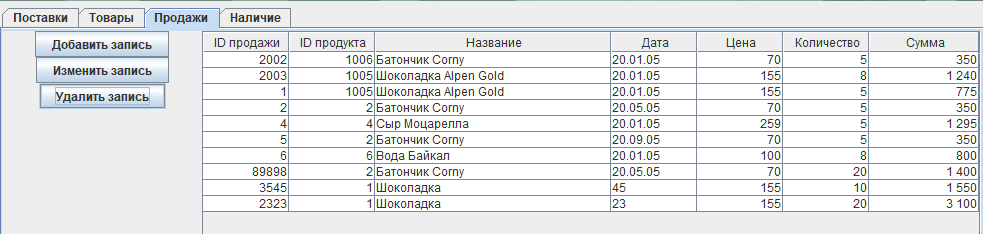 Поставки Товары Продажи Наличие
Добавить запись
Изменить запись
Удалить запись
ID продажи ID продукта Название Дата Цена Количество Сумма
2002 1006 Батончик Corny 20.01.05 70 5 350
2003 1005 Шоколадка Alpen Gold 20.01.05 155 8 1 240
1 1005 Шоколадка Alpen Gold 20.01.05 155 5 775
2 2 Батончик Corny 20.05.05 70 5 350
4 4 Сыр Моцарелла 20.01.05 259 5 1 295
5 2 Батончик Corny 20.09.05 70 5 350
6 6 Вода Байкал 20.01.05 100 8 800
89898 2 Батончик Corny 20.05.05 70 20 1 400
3545 1 Шоколадка 45 155 10 1 550
2323 1 Шоколадка 23 155 20 3 100